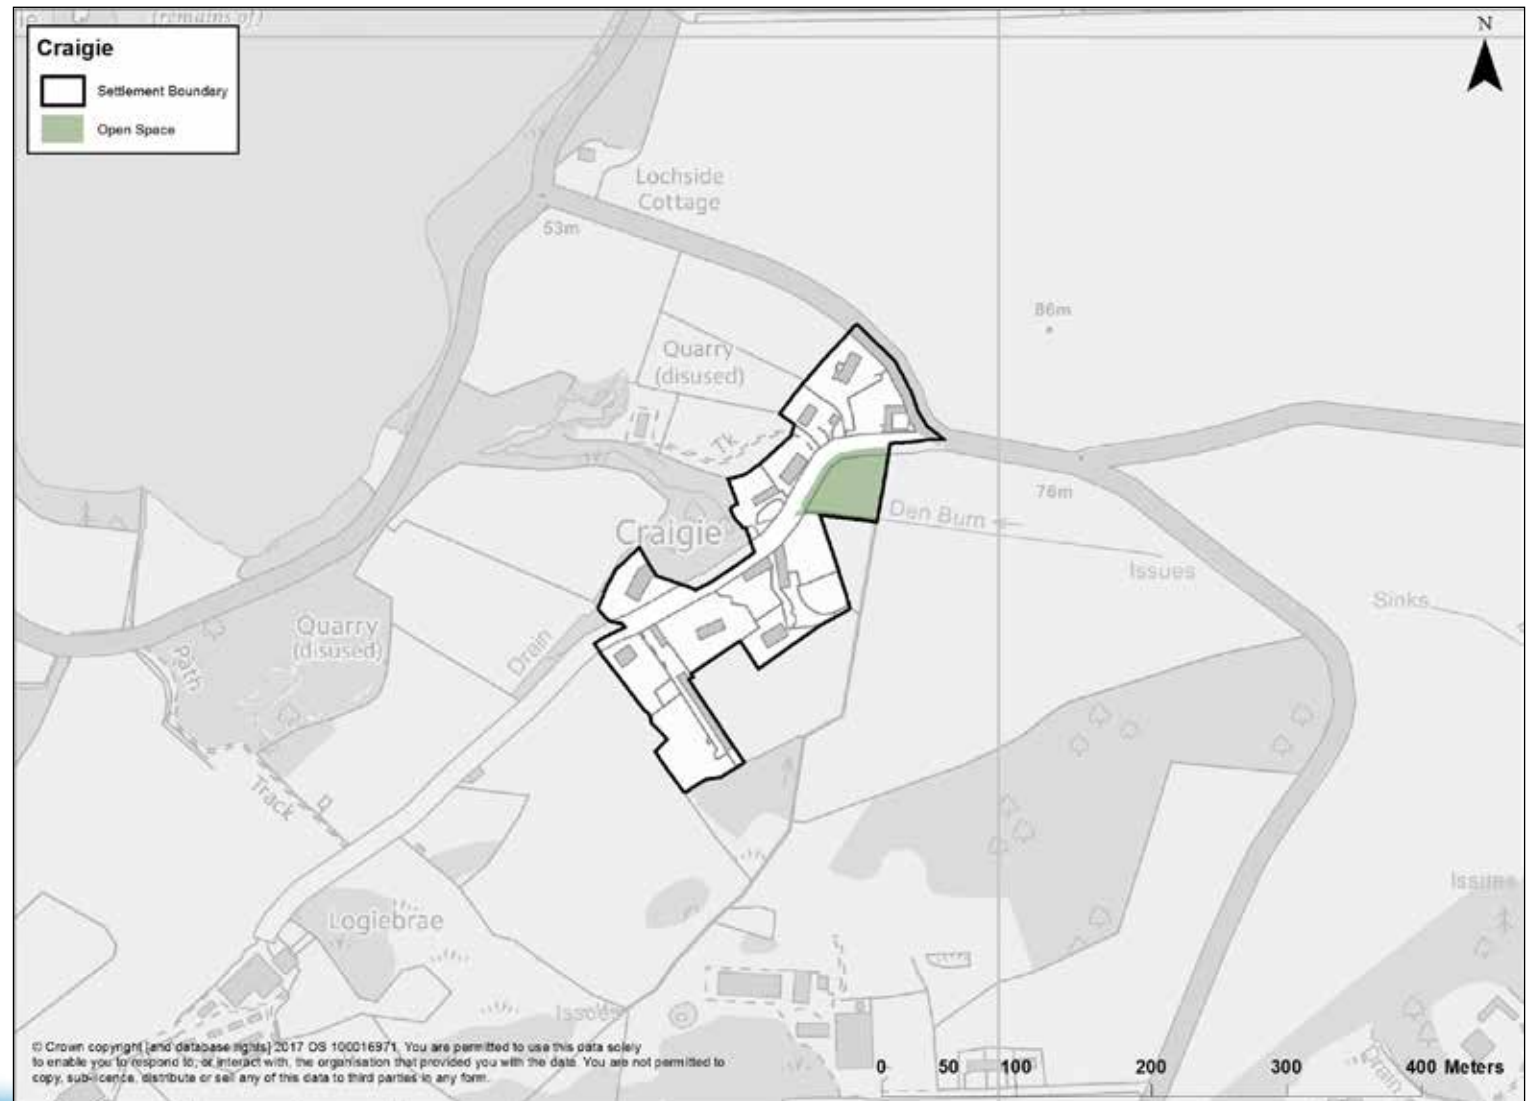 (remains of)
N
Craigie
Settlement Boundary
Open Space
Lochside
Cottage
53m
86m
Quarry
(disused)
Tk
76m
Den Burn
Craigie
Issues
Sinks
Quarry
(disused)
Path
Drain
Track
Issues
Logiebrae
Issues
Drain
© Crown copyright [and database rights] 2017 OS 100016971. You are permitted to use this data solely
to enable you to respond to, or interact with, the organisation that provided you with the data. You are not permitted to
copy, sub-licence, distribute or sell any of this data to third parties in any form.
0 50 100 200 300 400 Meters